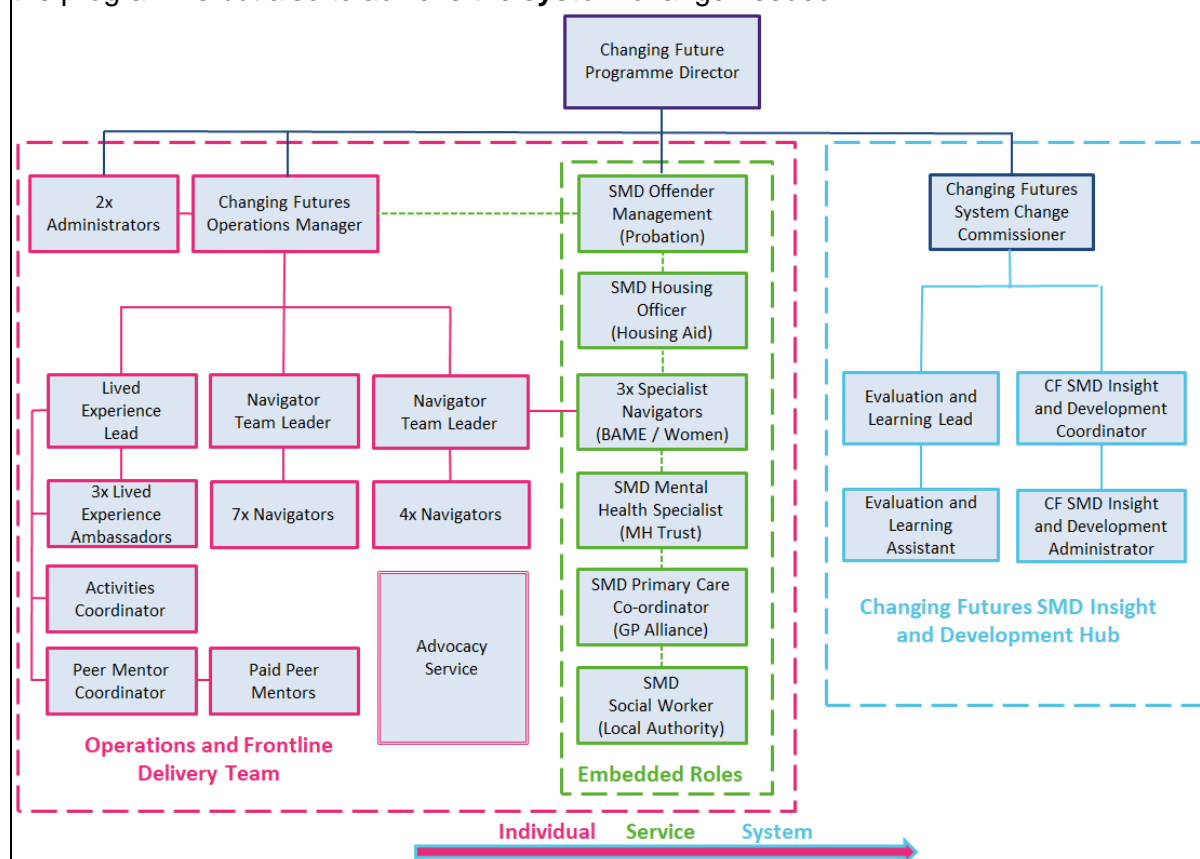 Changing Future
Programme Director
2x
Administrators
Changing Futures
Operations Manager
SMD Offender
Management
(Probation)
Changing Futures
System Change
Commissioner
SMD Housing
Officer
(Housing Aid)
Lived
Experience
Lead
Navigator
Team Leader
Navigator
Team Leader
3x Specialist
Navigators
(BAME / Women)
Evaluation and
Learning Lead
CF SMD Insight
and Development
Coordinator
3x Lived
Experience
Ambassadors
7x Navigators
4x Navigators
SMD Mental
Health Specialist
(MH Trust)
Evaluation and
Learning
Assistant
CF SMD Insight
and Development
Administrator
Activities
Coordinator
Advocacy
Service
SMD Primary Care
Co-ordinator
(GP Alliance)
Changing Futures SMD Insight
and Development Hub
Peer Mentor
Coordinator
Paid Peer
Mentors
SMD
Social Worker
(Local Authority)
Operations and Frontline
Delivery Team
Embedded Roles
Individual Service System